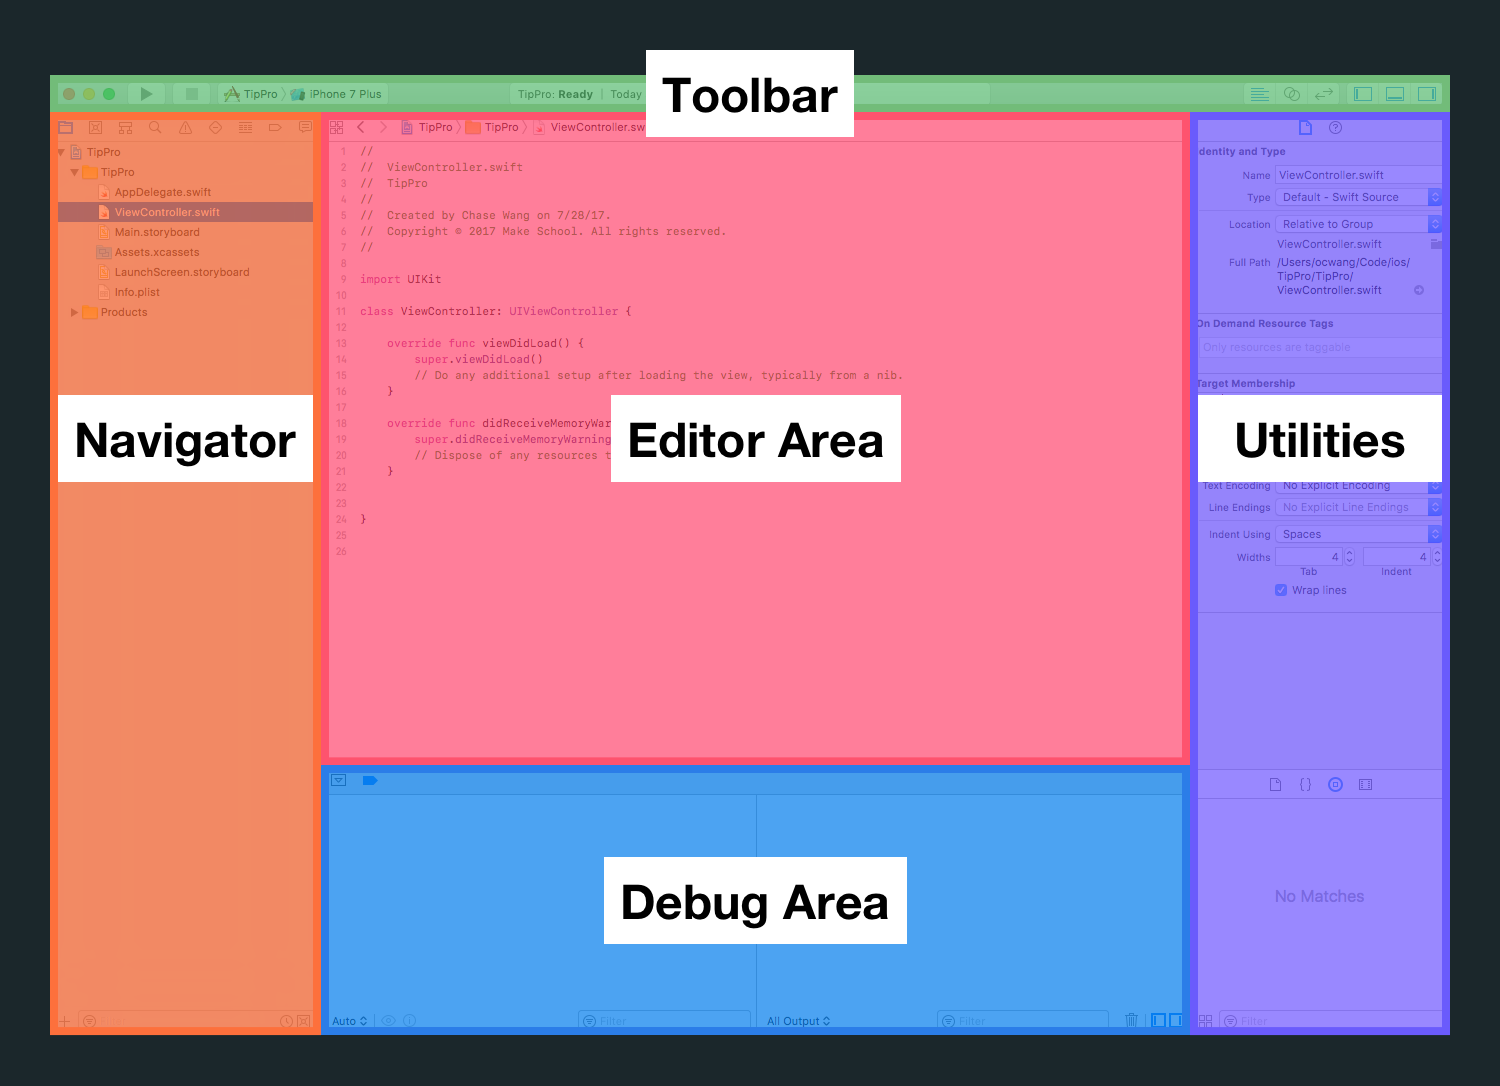 Toolbar
TipPro
iPhone 7 Plus
TipPro: Ready | Today
TipPro
TipPro
AppDelegate.swift
ViewController.swift
Main.storyboard
Assets.xcassets
LaunchScreen.storyboard
Info.plist
Products
Navigator
TipPro
TipPro
ViewController.sw
1 //
2 // ViewController.swift
3 // TipPro
4 //
5 // Created by Chase Wang on 7/28/17.
6 // Copyright © 2017 Make School. All rights reserved.
7 //
8
9 import UIKit
10
11 class ViewController: UIViewController {
12
13 override func viewDidLoad() {
14 super.viewDidLoad()
15 // Do any additional setup after loading the view, typically from a nib.
16 }
17
18 override func didReceiveMemoryWar
19 super.didReceiveMemoryWarning
20 // Dispose of any resources t
21 }
22
23
24 }
25
26
Editor Area
dentity and Type
Name ViewController.swift
Type Default - Swift Source
Location Relative to Group
ViewController.swift
Full Path /Users/ocwang/Code/ios/
TipPro/TipPro/
ViewController.swift
On Demand Resource Tags
Only resources are taggable
Target Membership
Utilities
Text Encoding No Explicit Encoding
Line Endings No Explicit Line Endings
Indent Using Spaces
Widths 4 4
Tab Indent
Wrap lines
{}
No Matches
Filter
Debug Area
Auto
Filter
All Output
Filter